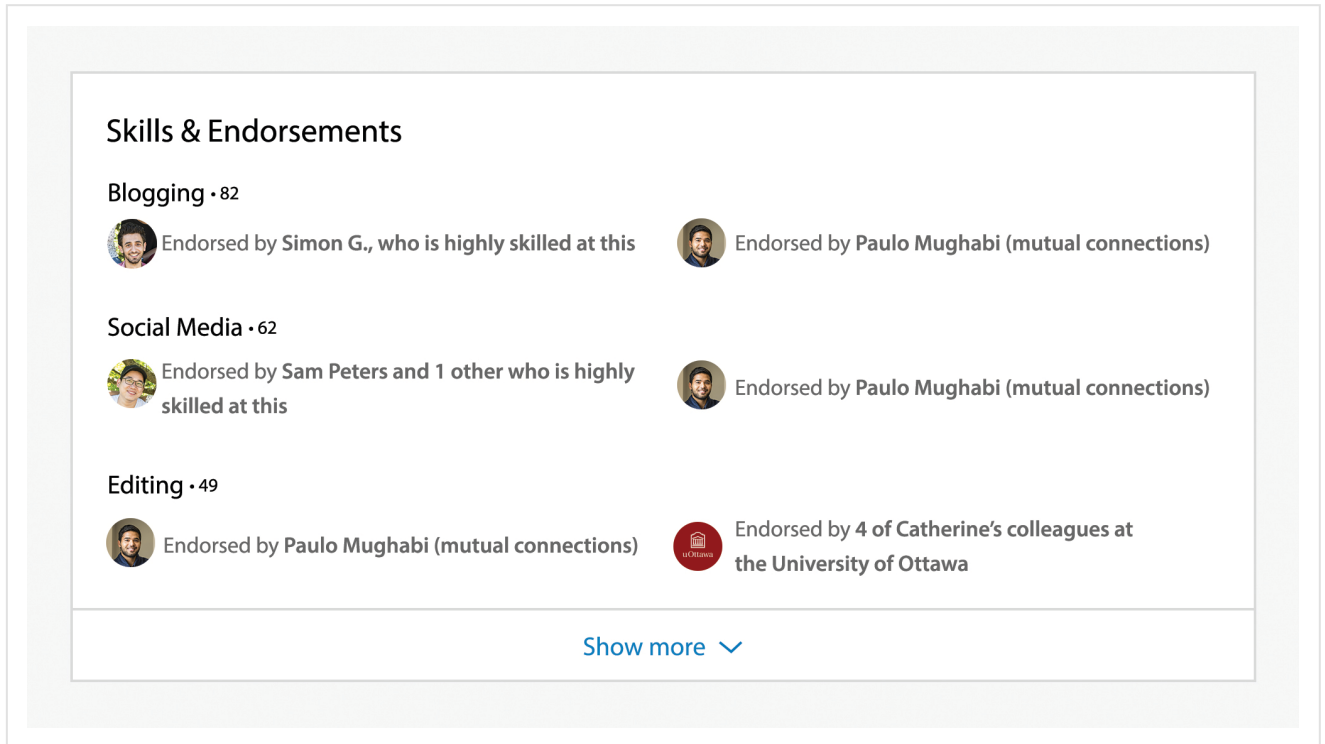 Skills & Endorsements
Blogging • 82
Endorsed by Simon G., who is highly skilled at this
Endorsed by Paulo Mughabi (mutual connections)
Social Media • 62
Endorsed by Sam Peters and 1 other who is highly
skilled at this
Endorsed by Paulo Mughabi (mutual connections)
Editing • 49
Endorsed by Paulo Mughabi (mutual connections)
uOttawa
Endorsed by 4 of Catherine’s colleagues at
the University of Ottawa
Show more